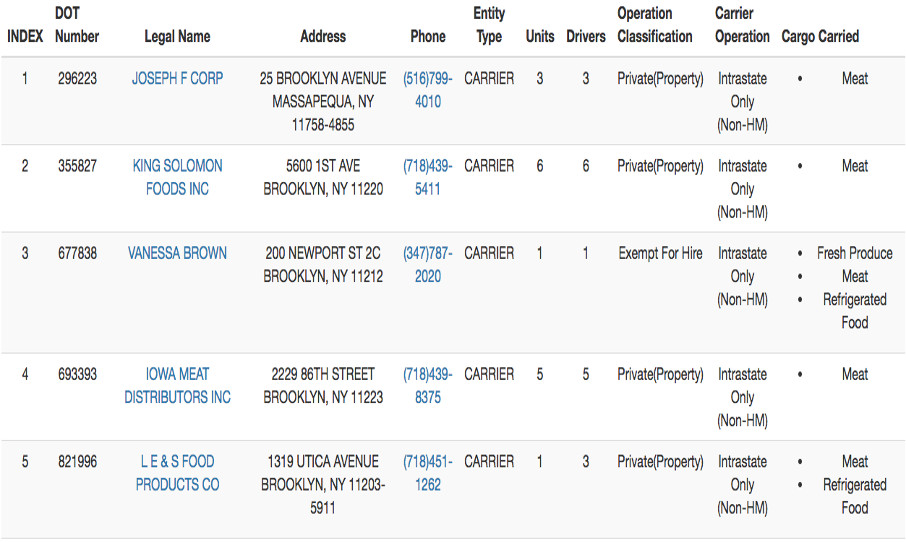 INDEX DOT Number Legal Name Address Phone Entity Type Units Drivers Operation Classification Carrier Operation Cargo Carried
1 296223 JOSEPH F CORP 25 BROOKLYN AVENUE (516)799- CARRIER 3 3 Private(Property) Intrastate • Meat
MASSAPEQUA, NY 4010 Only
11758-4855 (Non-HM)
2 355827 KING SOLOMON 5600 1ST AVE (718)439- CARRIER 6 6 Private(Property) Intrastate • Meat
FOODS INC BROOKLYN, NY 11220 5411 Only
(Non-HM)
3 677838 VANESSA BROWN 200 NEWPORT ST 2C (347)787- CARRIER 1 1 Exempt For Hire Intrastate • Fresh Produce
BROOKLYN, NY 11212 2020 Only • Meat
(Non-HM) • Refrigerated
Food
4 693393 IOWA MEAT 2229 86TH STREET (718)439- CARRIER 5 5 Private(Property) Intrastate • Meat
DISTRIBUTORS INC BROOKLYN, NY 11223 8375 Only
(Non-HM)
5 821996 L E & S FOOD 1319 UTICA AVENUE (718)451- CARRIER 1 3 Private(Property) Intrastate • Meat
PRODUCTS CO BROOKLYN, NY 11203- 1262 Only • Refrigerated
5911 (Non-HM) Food